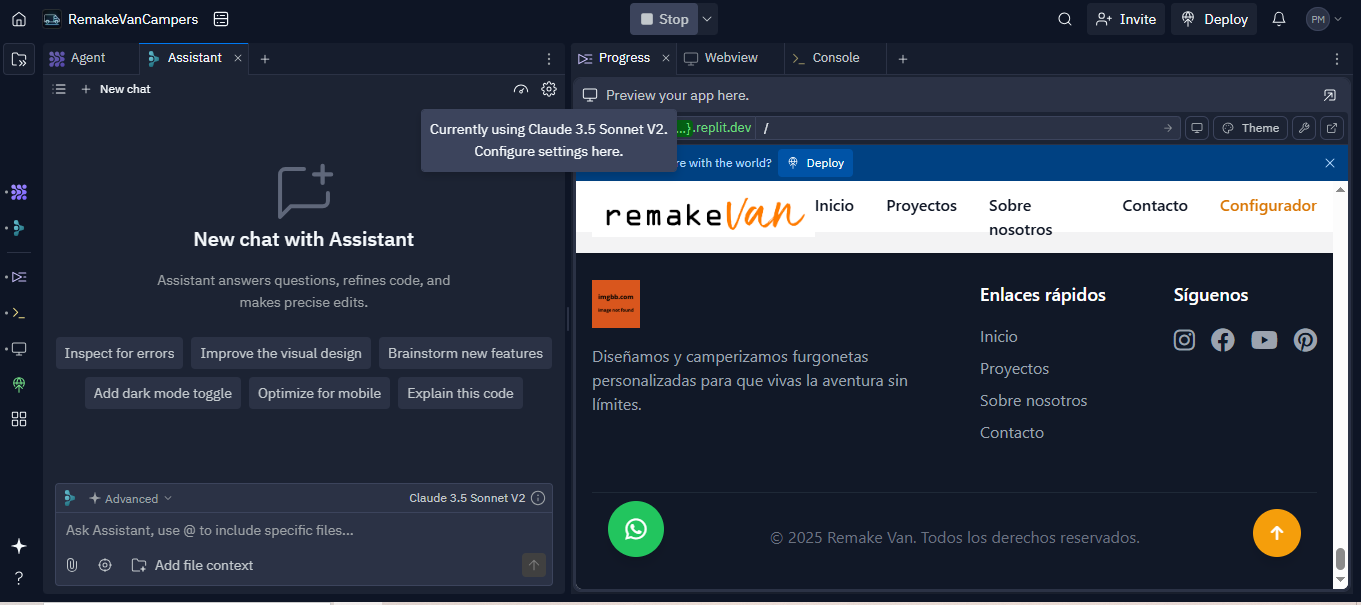 RemakeVanCampers
Stop
Invite
Deploy
PM
Agent
Assistant
New chat
Currently using Claude 3.5 Sonnet V2.
Configure settings here.
New chat with Assistant
Assistant answers questions, refines code, and
makes precise edits.
Inspect for errors
Improve the visual design
Brainstorm new features
Add dark mode toggle
Optimize for mobile
Explain this code
Advanced
Claude 3.5 Sonnet V2
Ask Assistant, use @ to include specific files...
Add file context
Progress
Webview
Console
Preview your app here.
...}.replit.dev /
Theme
re with the world?
Deploy
remakeVan
Inicio
Proyectos
Sobre
nosotros
Contacto
Configurador
imgbb.com
image not found
Diseñamos y camperizamos furgonetas
personalizadas para que vivas la aventura sin
límites.
Enlaces rápidos
Inicio
Proyectos
Sobre nosotros
Contacto
Síguenos
© 2025 Remake Van. Todos los derechos reservados.